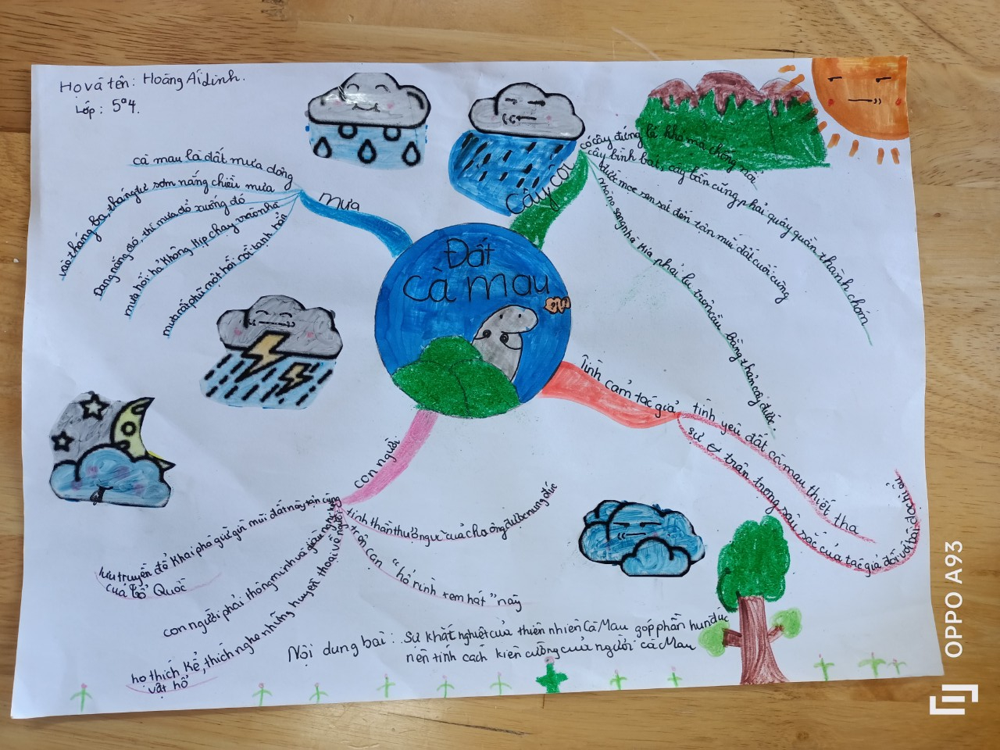 Họ và tên: Hoàng Ái Linh.
Lớp: 5ᵃ4.
Đất
cà mau
mưa
cà mau là đất mưa dông
vào tháng ba, tháng tư sớm nắng chiều mưa
Đang nắng đó, thì mưa đổ xuống đó
mưa hối hả không kịp chạy vào nhà
mưa rất phũ một hồi rồi tạnh hẳn
cây cối
có cây đứng lẻ khó mà chống nổi
cây bình bát, cây bần cũng phải quây quần thành chòm
đước mọc san sát đến tận mũi đất cuối cùng
nhà nọ sang nhà kia phải leo trên cầu bằng thân cây đước
Tình cảm tác giả
tình yêu đất cà mau thiết tha
sự trân trọng sâu sắc của tác giả đối với
con người
lưu truyền để khai phá giữ gìn mũi đất này tận cùng
của Tổ Quốc
con người phải thông minh và giàu nghị lực
họ thích kể, thích nghe những huyền thoại về người
vật hổ
tinh thần thượng võ của cha ông được nung đúc
trên cạn "hổ rình xem hát" này
Nội dung bài: Sự khắc nghiệt của thiên nhiên Cà Mau góp phần hun đúc
nên tính cách kiên cường của người cà Mau
OPPO A93